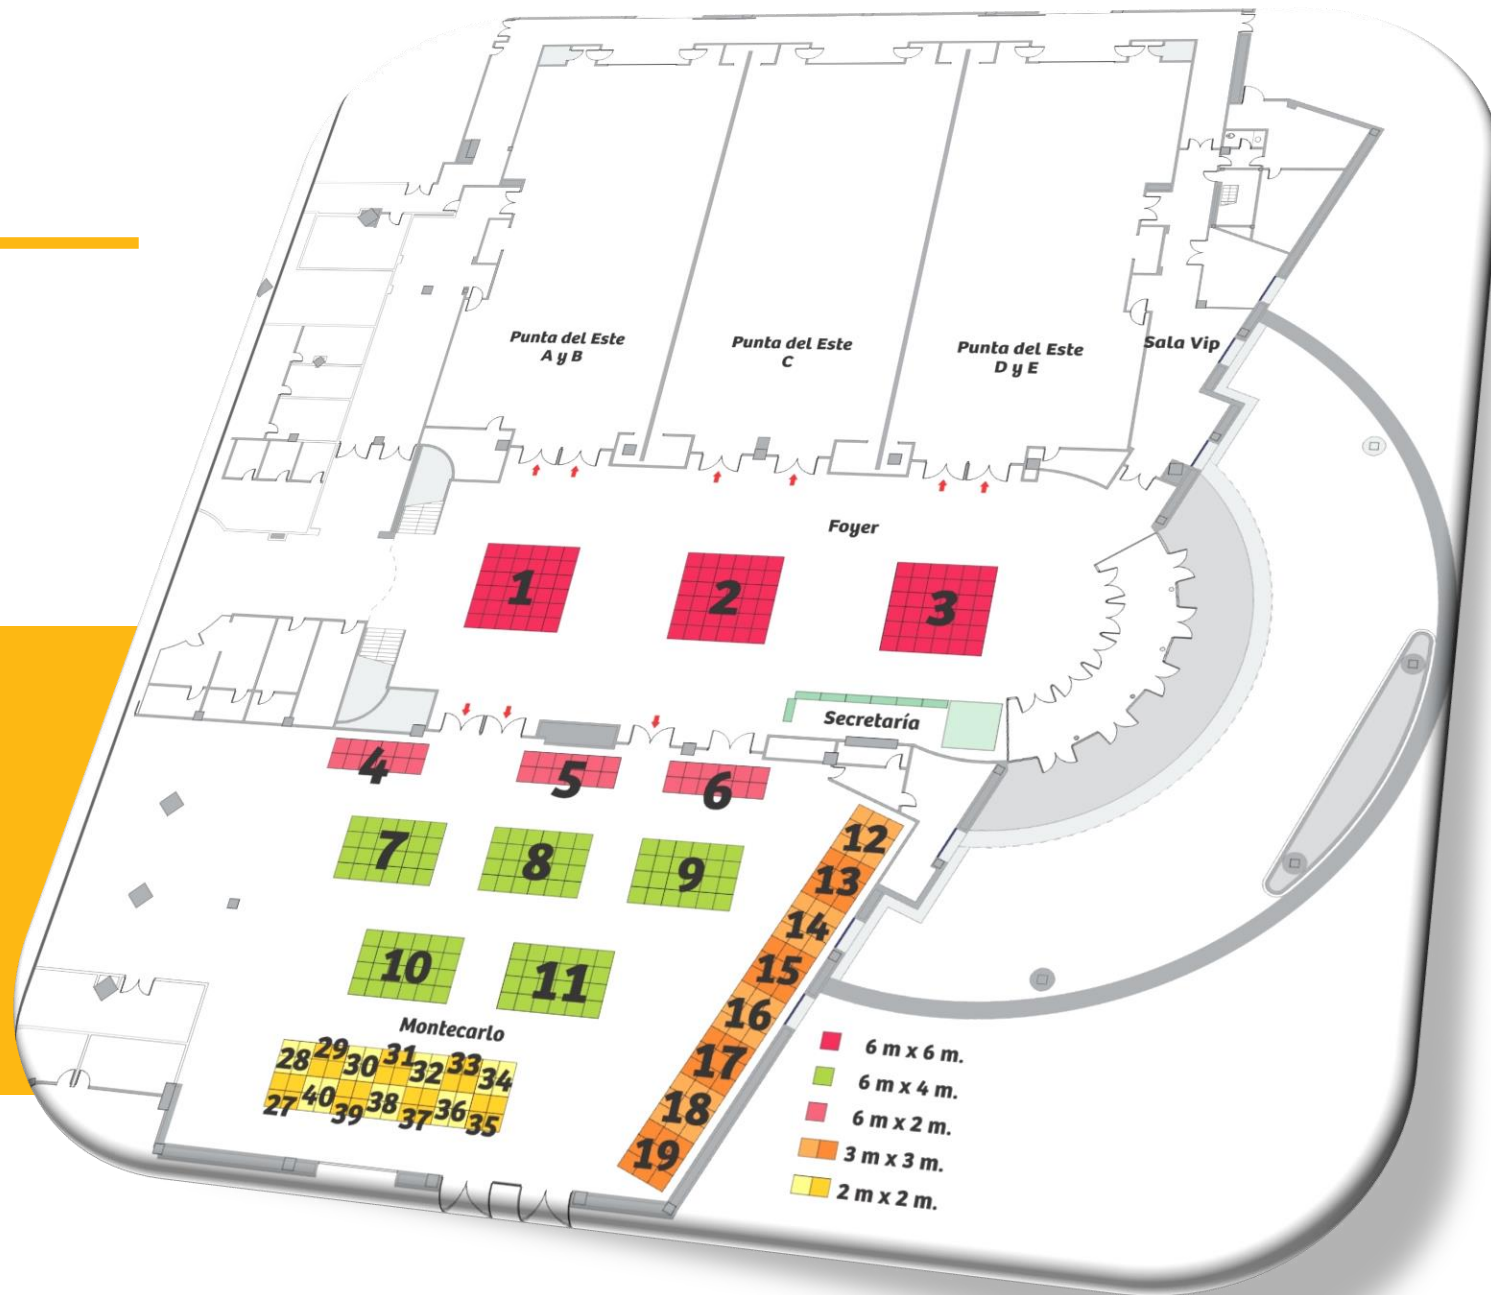 Punta del Este
A y B
Punta del Este
C
Punta del Este
D y E
Sala Vip
Foyer
1
2
3
Secretaría
4
5
6
7
8
9
10
11
12
13
14
15
16
17
18
19
Montecarlo
28 29 30 31 32 33 34
27 40 39 38 37 36 35
6 m x 6 m.
6 m x 4 m.
6 m x 2 m.
3 m x 3 m.
2 m x 2 m.